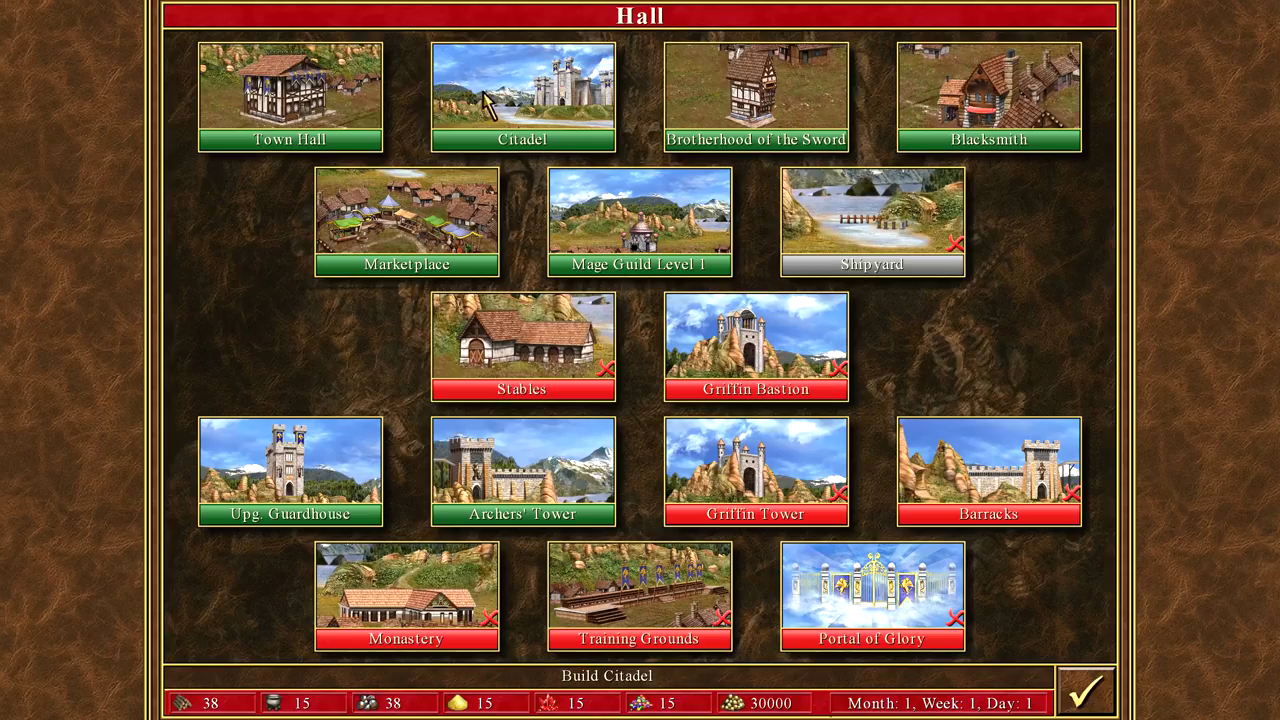 Hall
Town Hall
Citadel
Brotherhood of the Sword
Blacksmith
Marketplace
Mage Guild Level 1
Shipyard
Stables
Griffin Bastion
Upg. Guardhouse
Archers' Tower
Griffin Tower
Barracks
Monastery
Training Grounds
Portal of Glory
Build Citadel
38 15 38 15 15 15 30000 Month: 1, Week: 1, Day: 1